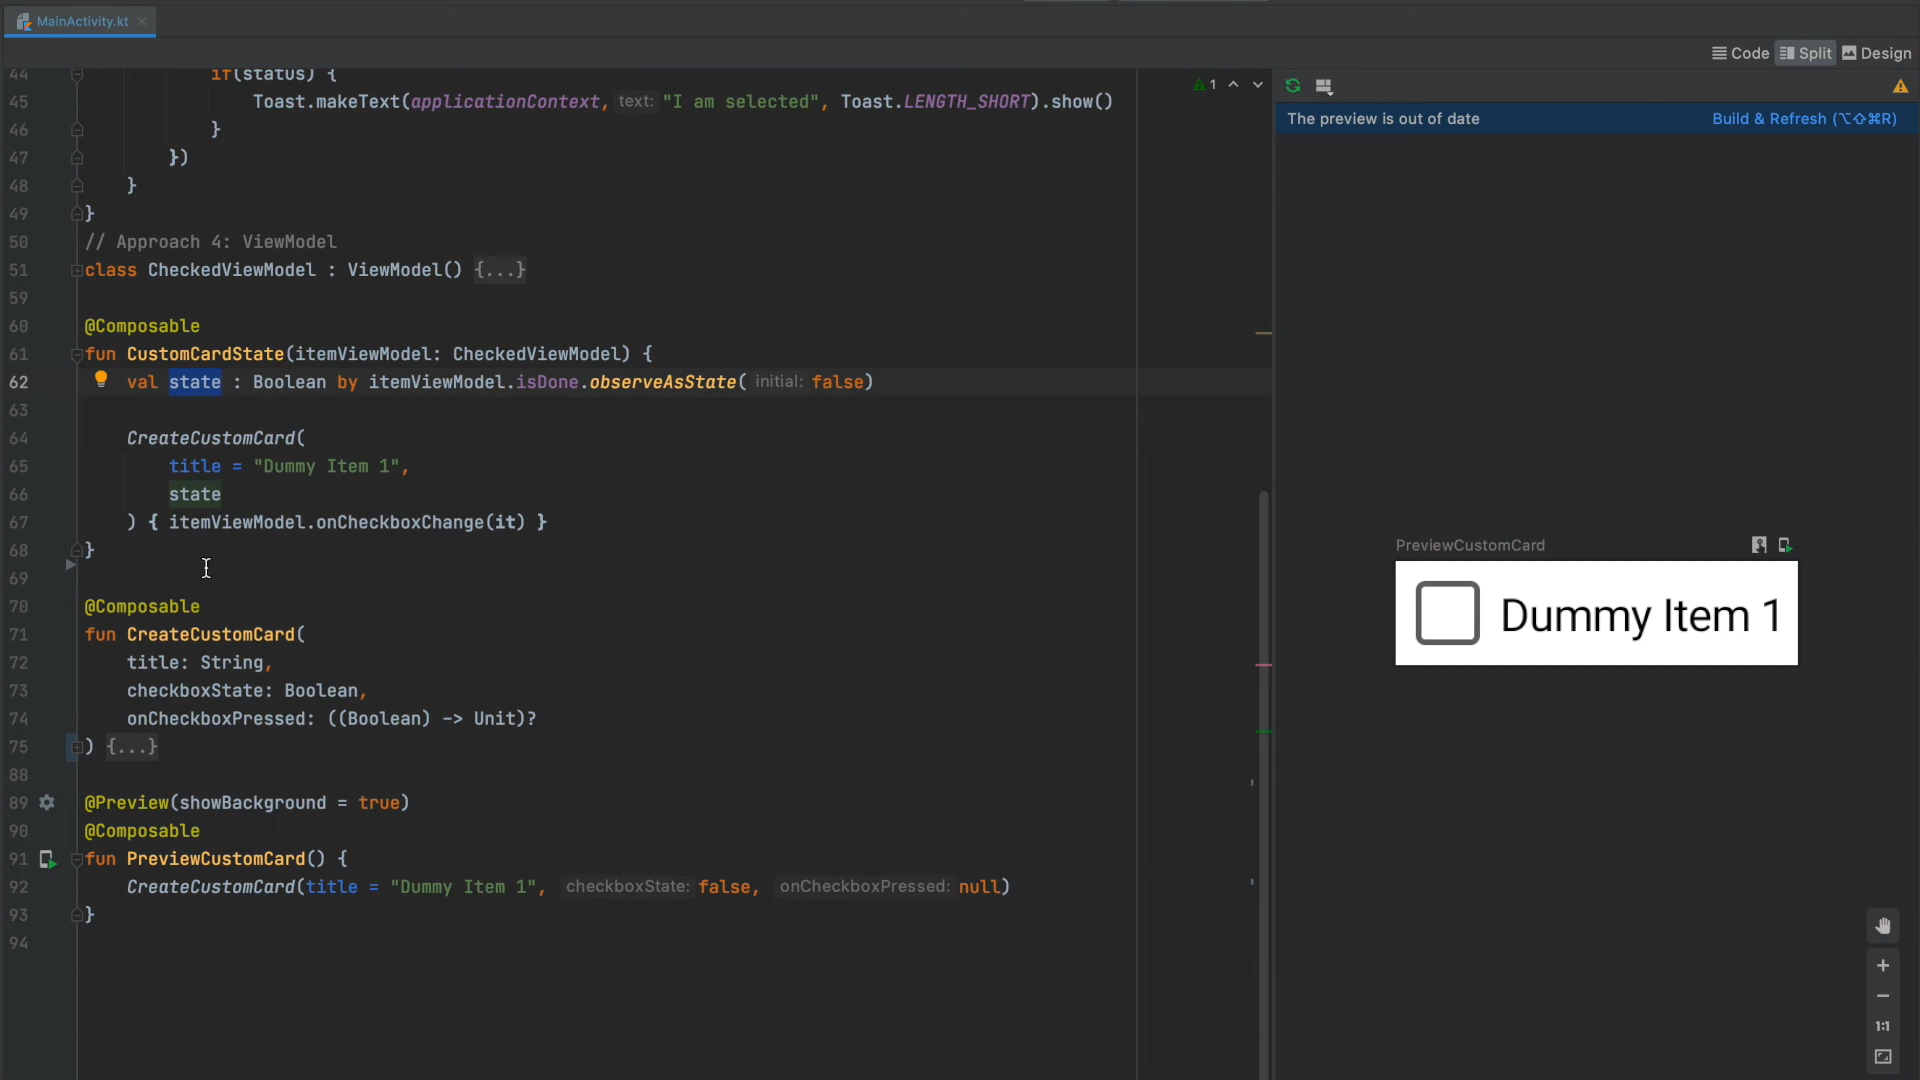 MainActivity.kt
Code Split Design
44 if(status) {
45 Toast.makeText(applicationContext, text: "I am selected", Toast.LENGTH_SHORT).show()
46 }
47 })
48 }
49 }
50 // Approach 4: ViewModel
51 class CheckedViewModel : ViewModel() {...}
59
60 @Composable
61 fun CustomCardState(itemViewModel: CheckedViewModel) {
62 val state : Boolean by itemViewModel.isDone.observeAsState( initial: false)
63
64 CreateCustomCard(
65 title = "Dummy Item 1",
66 state
67 ) { itemViewModel.onCheckboxChange(it) }
68 }
69
70 @Composable
71 fun CreateCustomCard(
72 title: String,
73 checkboxState: Boolean,
74 onCheckboxPressed: ((Boolean) -> Unit)?
75 ) {...}
88
89 @Preview(showBackground = true)
90 @Composable
91 fun PreviewCustomCard() {
92 CreateCustomCard(title = "Dummy Item 1", checkboxState: false, onCheckboxPressed: null)
93 }
94
1
The preview is out of date Build & Refresh (⌥⇧⌘R)
PreviewCustomCard
Dummy Item 1
+
−
1:1